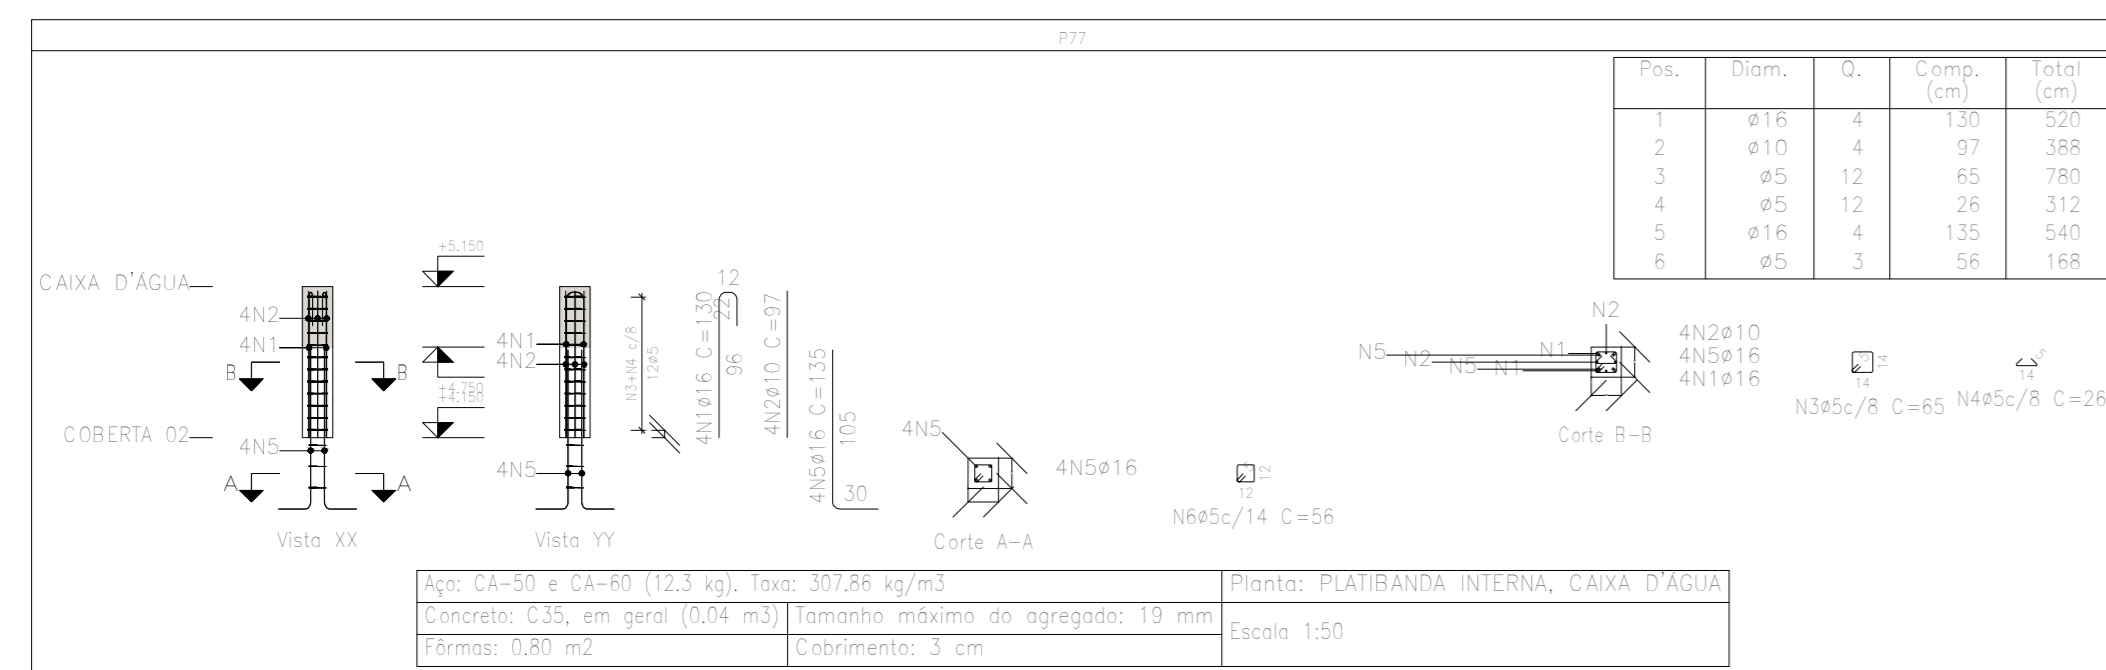 P77
Pos. Diam. Q. Comp. (cm) Total (cm)
1 ø16 4 130 520
2 ø10 4 97 388
3 ø5 12 65 780
4 ø5 12 26 312
5 ø16 4 135 540
6 ø5 3 56 168
CAIXA D'ÁGUA
COBERTA 02
4N2
4N1
B B
4N5
A A
Vista XX
+5.150
+4.750
+4.150
4N1
4N2
4N5
Vista YY
N3+N4 c/8
12ø5
4N1ø16 C=130
12
22
96
4N2ø10 C=97
4N5ø16 C=135
105
30
4N5
4N5ø16
Corte A-A
12
12
N6ø5c/14 C=56
N2
N5 N2 N5 N1 N1
4N2ø10
4N5ø16
4N1ø16
Corte B-B
5
14
14
N3ø5c/8 C=65
5
14
N4ø5c/8 C=26
Aço: CA-50 e CA-60 (12.3 kg). Taxa: 307.86 kg/m3
Concreto: C35, em geral (0.04 m3) Tamanho máximo do agregado: 19 mm
Fôrmas: 0.80 m2 Cobrimento: 3 cm
Planta: PLATIBANDA INTERNA, CAIXA D'ÁGUA
Escala 1:50